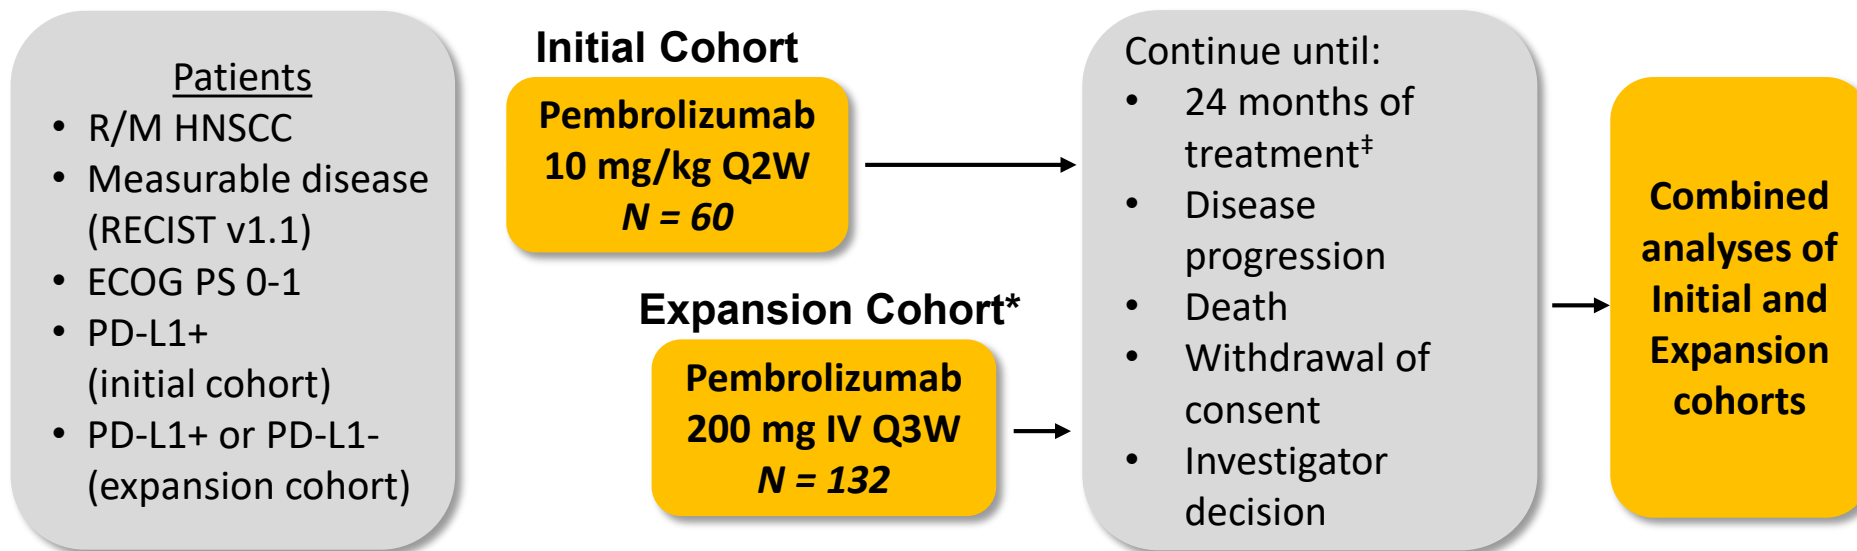 Patients
• R/M HNSCC
• Measurable disease
(RECIST v1.1)
• ECOG PS 0-1
• PD-L1+
(initial cohort)
• PD-L1+ or PD-L1-
(expansion cohort)
Initial Cohort
Pembrolizumab
10 mg/kg Q2W
N = 60
Expansion Cohort*
Pembrolizumab
200 mg IV Q3W
N = 132
Continue until:
• 24 months of
treatment‡
• Disease
progression
• Death
• Withdrawal of
consent
• Investigator
decision
Combined
analyses of
Initial and
Expansion
cohorts